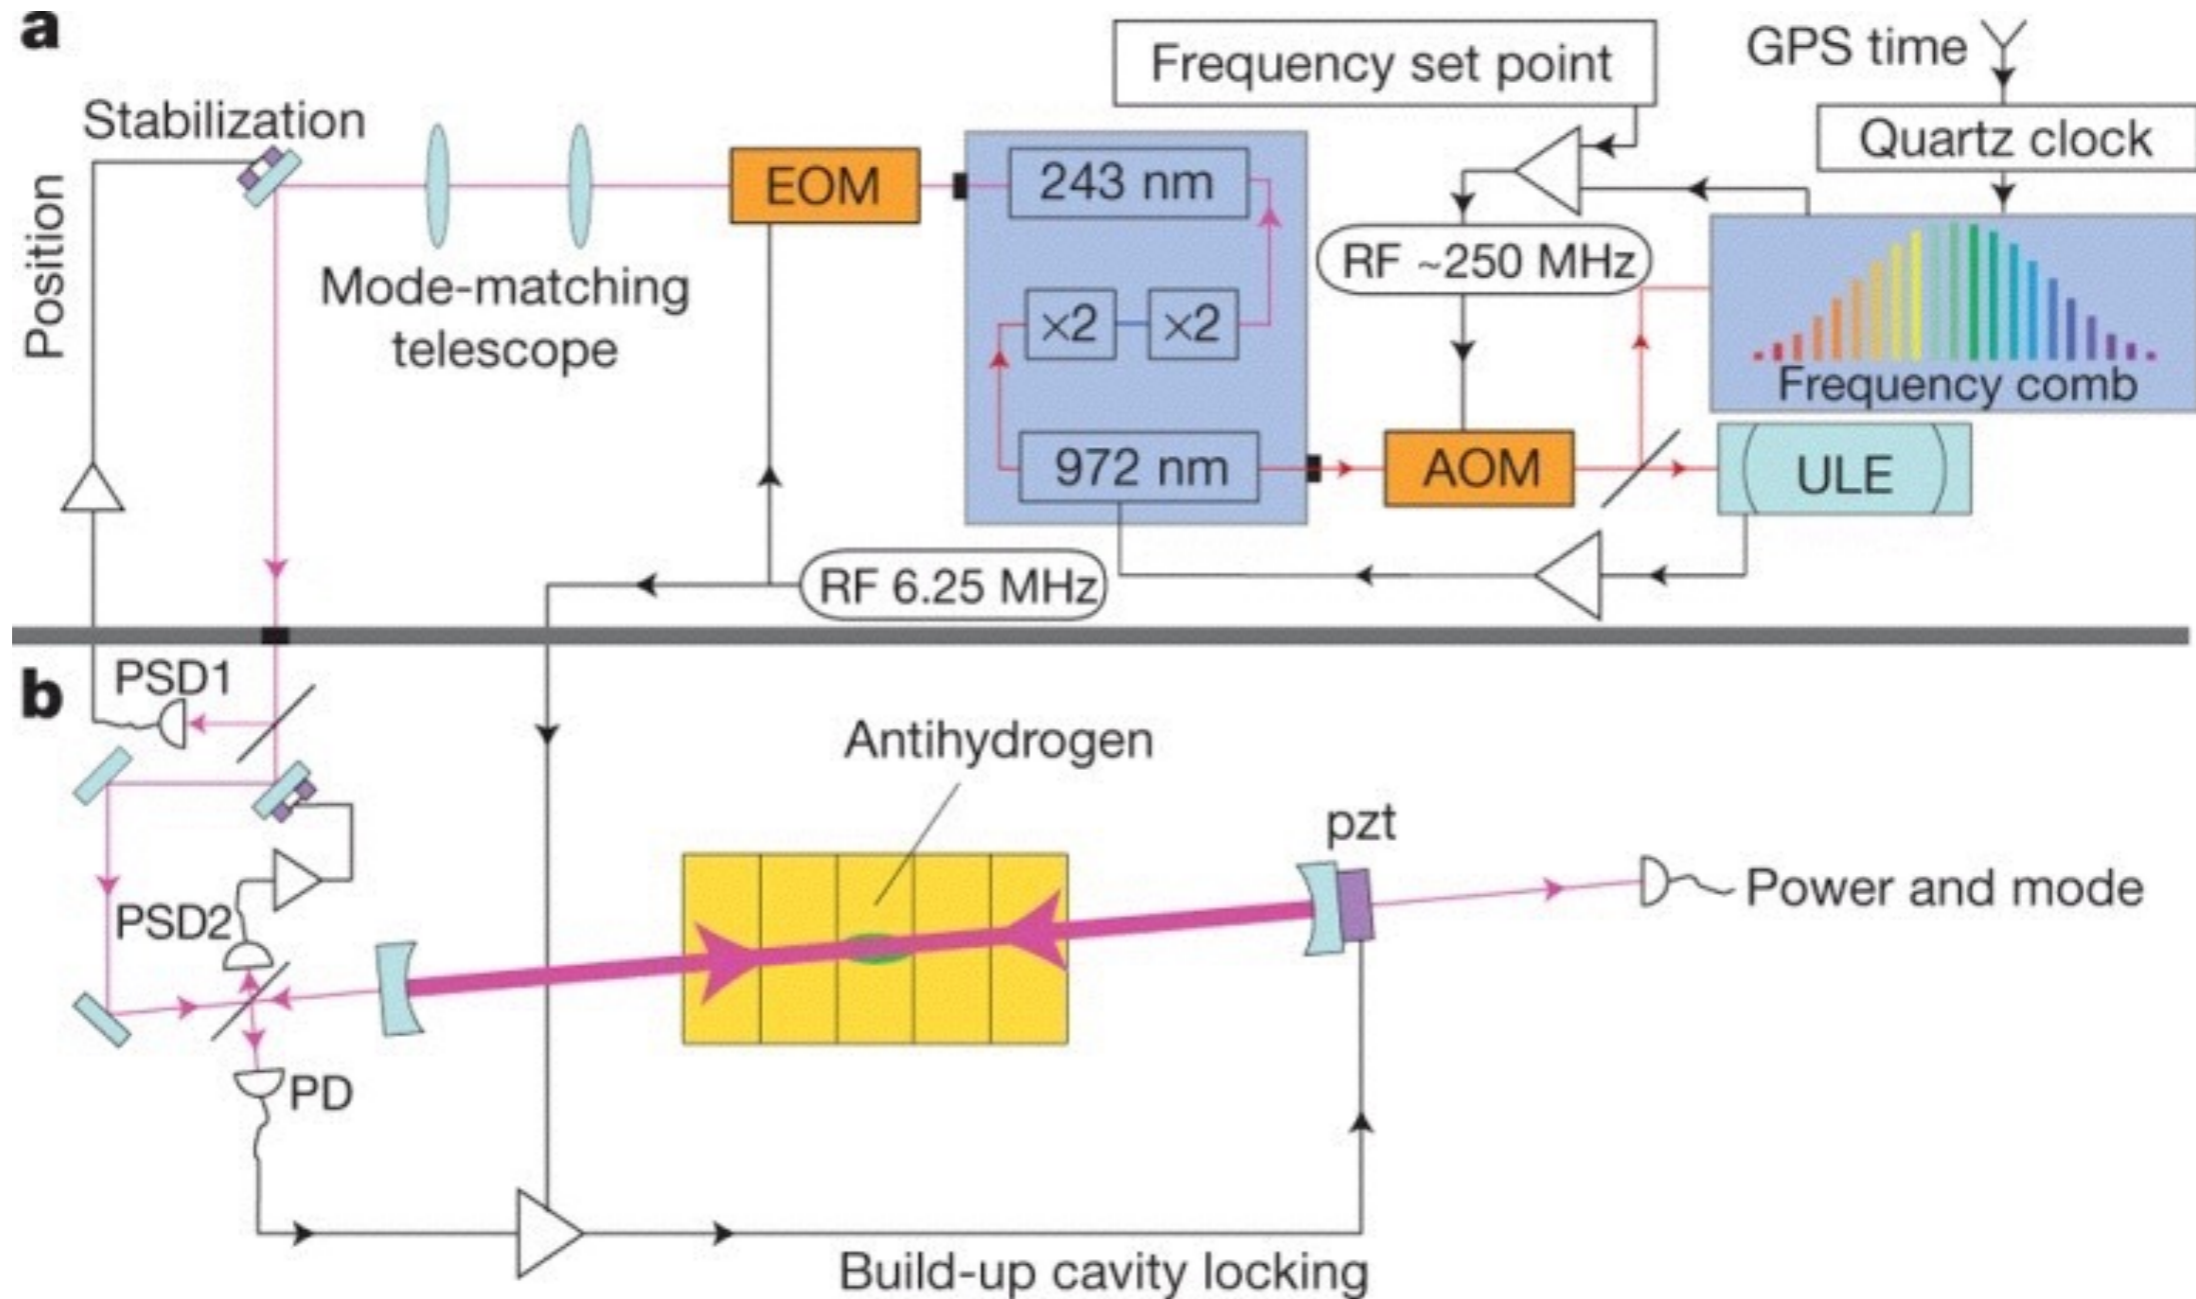 a
Stabilization
Position
Mode-matching
telescope
EOM
243 nm
×2
×2
972 nm
Frequency set point
RF ~250 MHz
AOM
GPS time
Quartz clock
Frequency comb
ULE
RF 6.25 MHz
b
PSD1
PSD2
PD
Antihydrogen
pzt
Power and mode
Build-up cavity locking